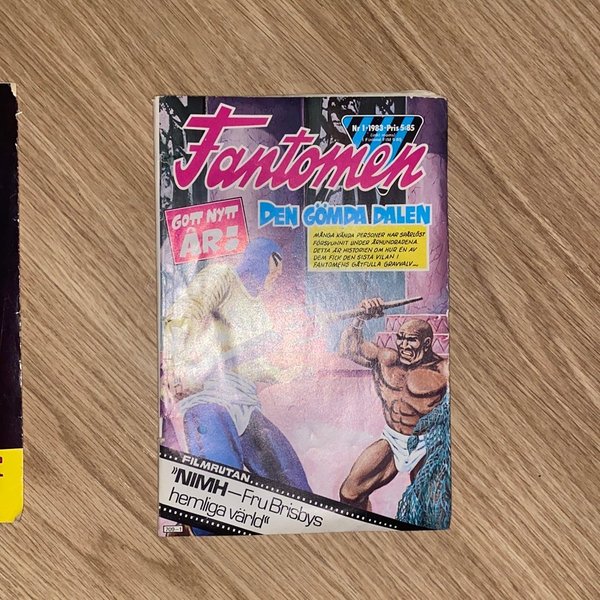 Nr 1•1983•Pris 5:85
Fantomen
GOTT NYTT
ÅR!
DEN GÖMDA DALEN
MÅNGA KÄNDA PERSONER HAR SPÅRLÖST
FÖRSVUNNIT UNDER ÅRHUNDRADENA.
DETTA ÄR HISTORIEN OM HUR EN AV
DEM FICK DEN SISTA VILAN I
FANTOMENS GÅTFULLA GRAVVALV...
FILMRUTAN
"NIMH—Fru Brisbys
hemliga värld"